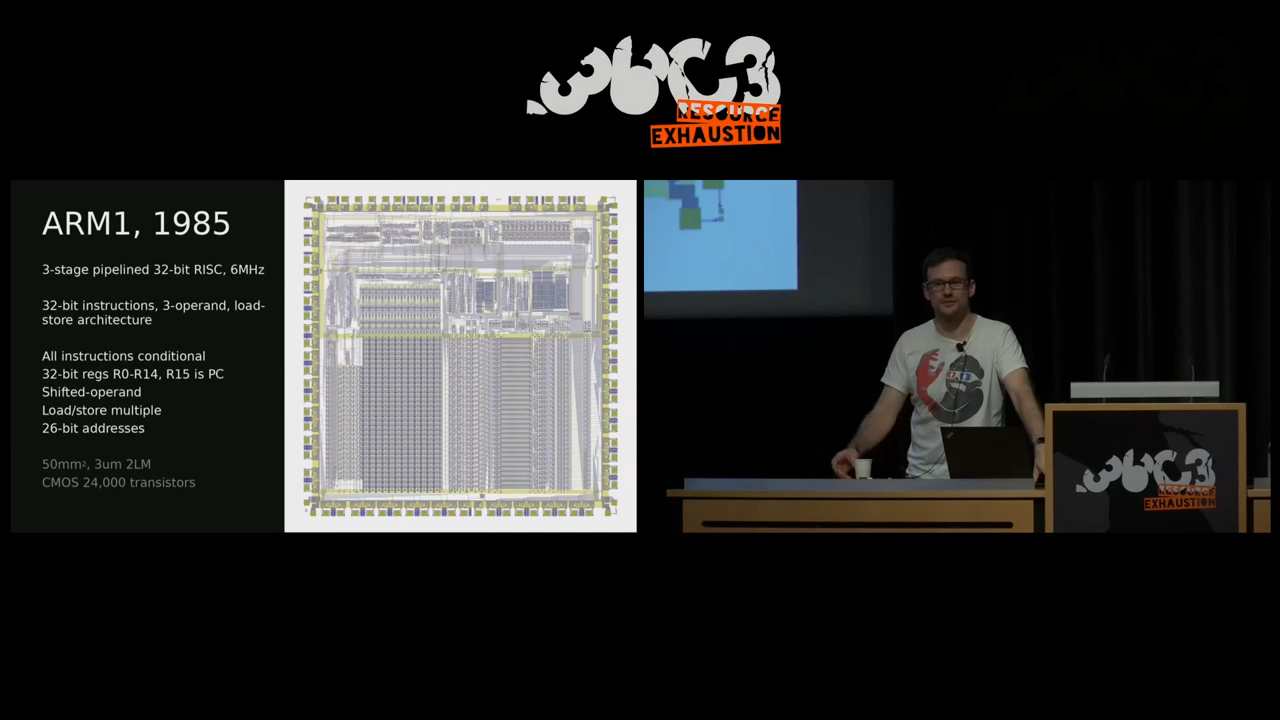 36C3
RESOURCE
EXHAUSTION
ARM1, 1985
3-stage pipelined 32-bit RISC, 6MHz
32-bit instructions, 3-operand, load-
store architecture
All instructions conditional
32-bit regs R0-R14, R15 is PC
Shifted-operand
Load/store multiple
26-bit addresses
50mm², 3um 2LM
CMOS 24,000 transistors
36C3
RESOURCE
EXHAUSTION